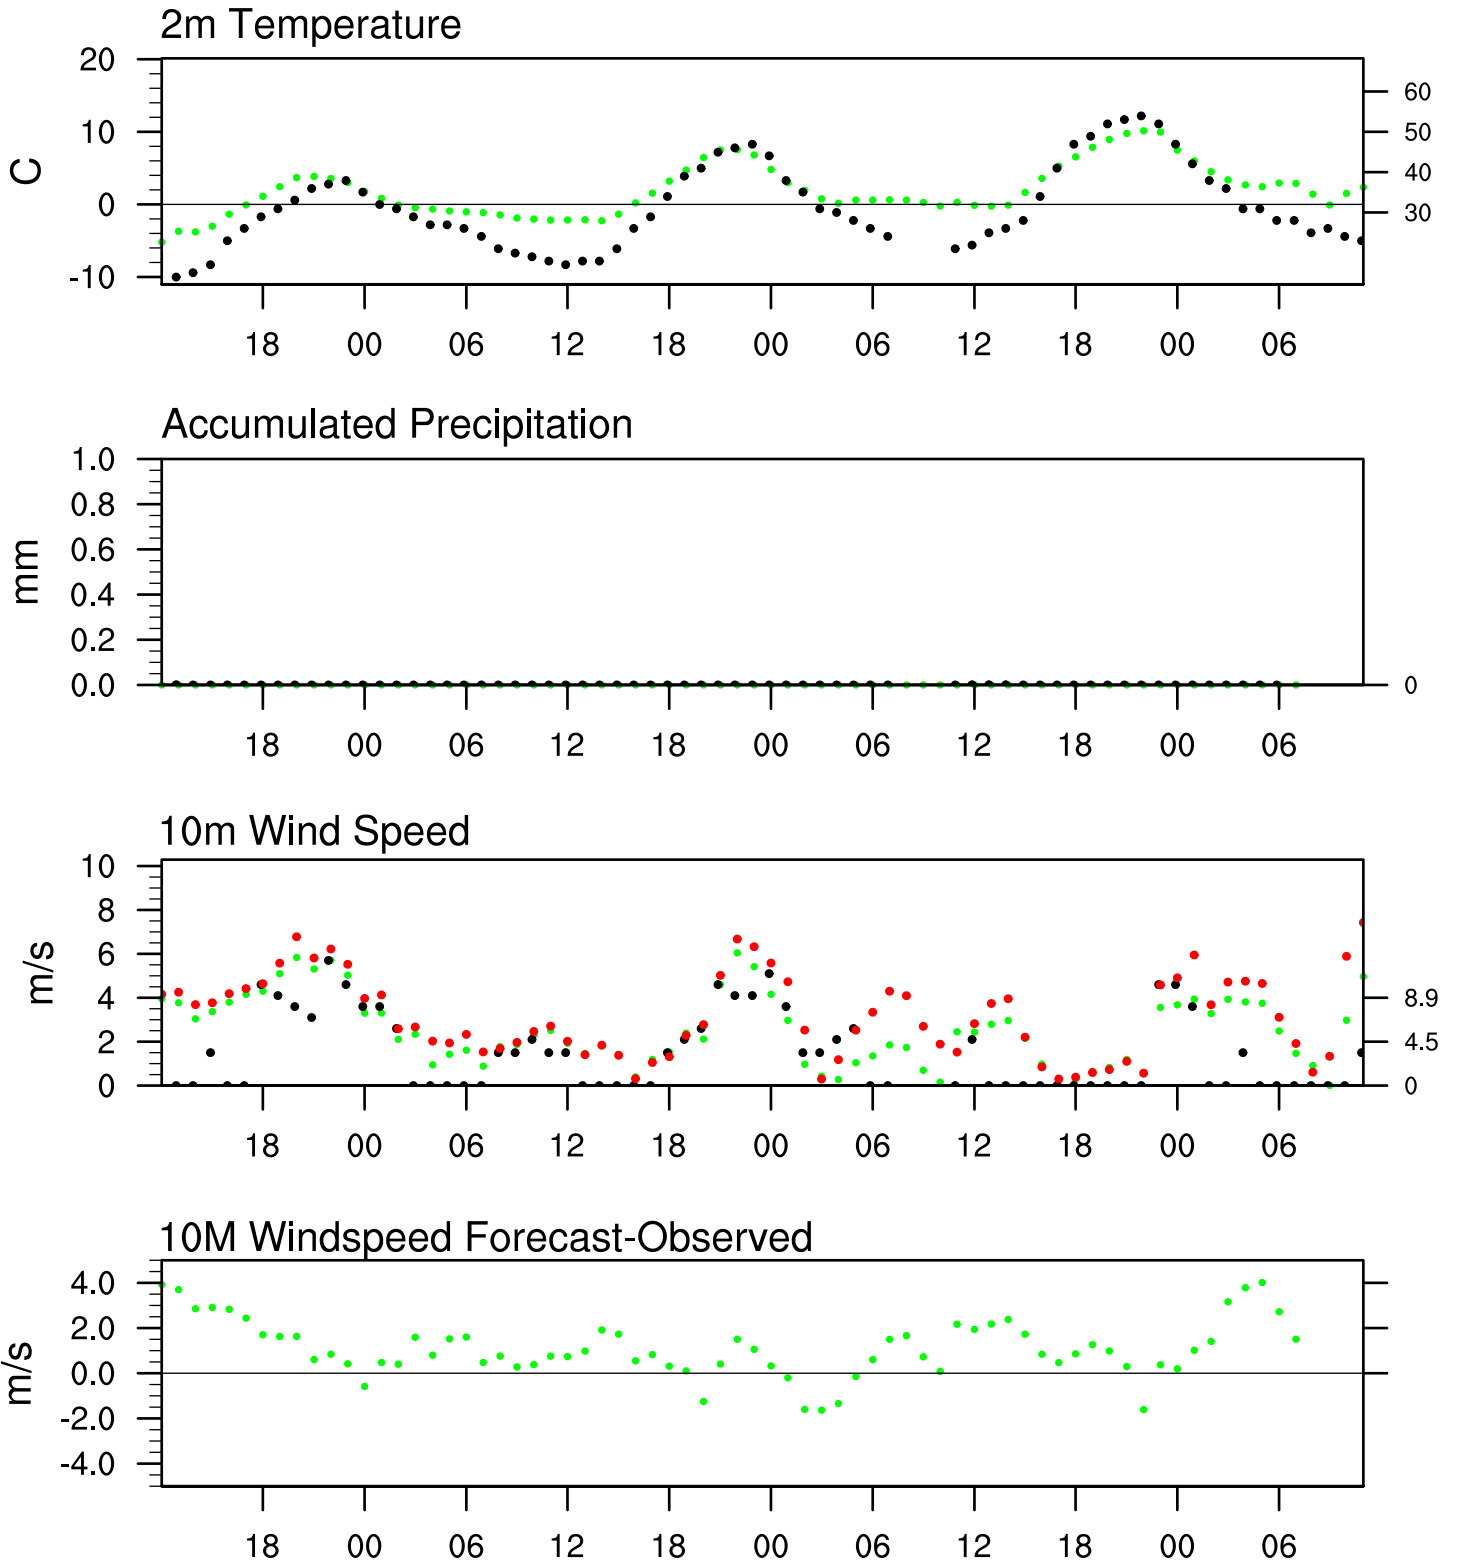 2m Temperature
20
10
0
-10
C
60
50
40
30
18 00 06 12 18 00 06 12 18 00 06
Accumulated Precipitation
1.0
0.8
0.6
0.4
0.2
0.0
mm
0
18 00 06 12 18 00 06 12 18 00 06
10m Wind Speed
10
8
6
4
2
0
m/s
8.9
4.5
0
18 00 06 12 18 00 06 12 18 00 06
10M Windspeed Forecast-Observed
4.0
2.0
0.0
-2.0
-4.0
m/s
18 00 06 12 18 00 06 12 18 00 06